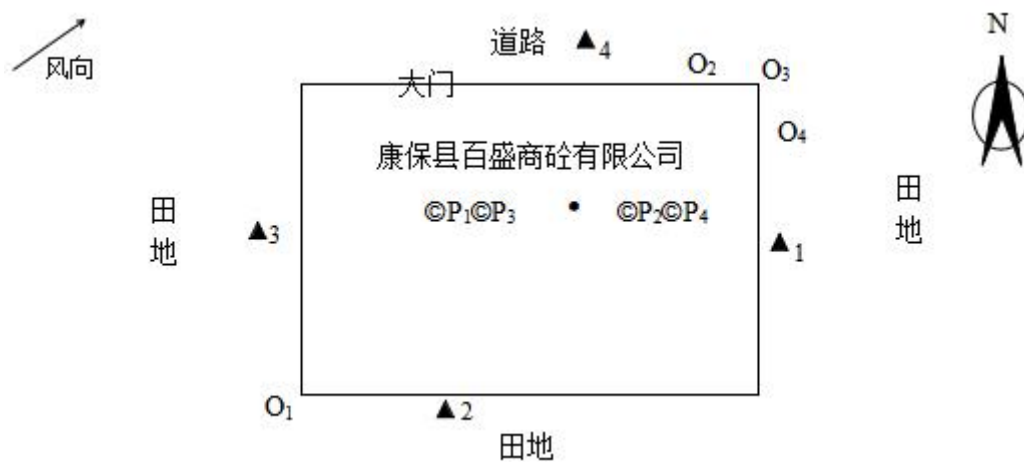 道路
▲4
N
风向
O₂
O₃
大门
O₄
康保县百盛商砼有限公司
田地
©P₁©P₃
©P₂©P₄
田地
▲3
▲1
O₁
▲2
田地